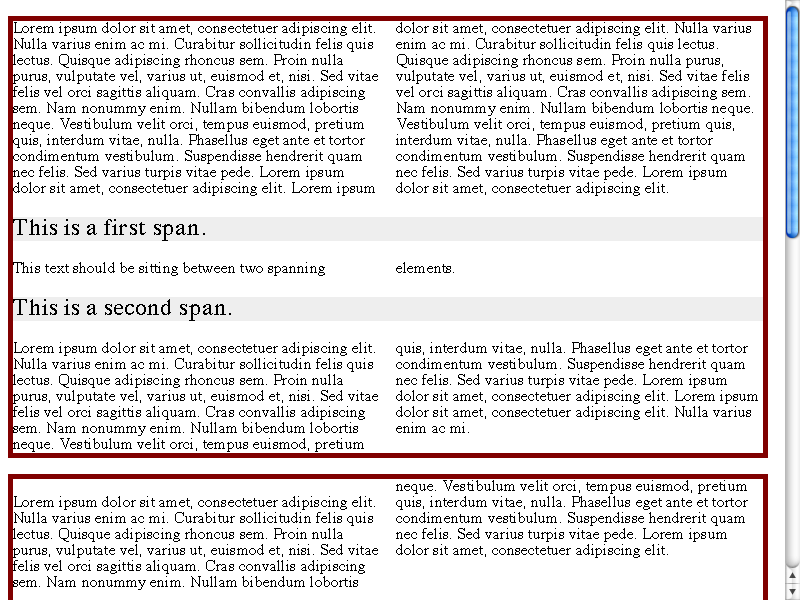 Lorem ipsum dolor sit amet, consectetuer adipiscing elit.
Nulla varius enim ac mi. Curabitur sollicitudin felis quis
lectus. Quisque adipiscing rhoncus sem. Proin nulla
purus, vulputate vel, varius ut, euismod et, nisi. Sed vitae
felis vel orci sagittis aliquam. Cras convallis adipiscing
sem. Nam nonummy enim. Nullam bibendum lobortis
neque. Vestibulum velit orci, tempus euismod, pretium
quis, interdum vitae, nulla. Phasellus eget ante et tortor
condimentum vestibulum. Suspendisse hendrerit quam
nec felis. Sed varius turpis vitae pede. Lorem ipsum
dolor sit amet, consectetuer adipiscing elit. Lorem ipsum
dolor sit amet, consectetuer adipiscing elit. Nulla varius
enim ac mi. Curabitur sollicitudin felis quis lectus.
Quisque adipiscing rhoncus sem. Proin nulla purus,
vulputate vel, varius ut, euismod et, nisi. Sed vitae felis
vel orci sagittis aliquam. Cras convallis adipiscing sem.
Nam nonummy enim. Nullam bibendum lobortis neque.
Vestibulum velit orci, tempus euismod, pretium quis,
interdum vitae, nulla. Phasellus eget ante et tortor
condimentum vestibulum. Suspendisse hendrerit quam
nec felis. Sed varius turpis vitae pede. Lorem ipsum
dolor sit amet, consectetuer adipiscing elit.
This is a first span.
This text should be sitting between two spanning
elements.
This is a second span.
Lorem ipsum dolor sit amet, consectetuer adipiscing elit.
Nulla varius enim ac mi. Curabitur sollicitudin felis quis
lectus. Quisque adipiscing rhoncus sem. Proin nulla
purus, vulputate vel, varius ut, euismod et, nisi. Sed vitae
felis vel orci sagittis aliquam. Cras convallis adipiscing
sem. Nam nonummy enim. Nullam bibendum lobortis
neque. Vestibulum velit orci, tempus euismod, pretium
quis, interdum vitae, nulla. Phasellus eget ante et tortor
condimentum vestibulum. Suspendisse hendrerit quam
nec felis. Sed varius turpis vitae pede. Lorem ipsum
dolor sit amet, consectetuer adipiscing elit. Lorem ipsum
dolor sit amet, consectetuer adipiscing elit. Nulla varius
enim ac mi.
Lorem ipsum dolor sit amet, consectetuer adipiscing elit.
Nulla varius enim ac mi. Curabitur sollicitudin felis quis
lectus. Quisque adipiscing rhoncus sem. Proin nulla
purus, vulputate vel, varius ut, euismod et, nisi. Sed vitae
felis vel orci sagittis aliquam. Cras convallis adipiscing
sem. Nam nonummy enim. Nullam bibendum lobortis
neque. Vestibulum velit orci, tempus euismod, pretium
quis, interdum vitae, nulla. Phasellus eget ante et tortor
condimentum vestibulum. Suspendisse hendrerit quam
nec felis. Sed varius turpis vitae pede. Lorem ipsum
dolor sit amet, consectetuer adipiscing elit.